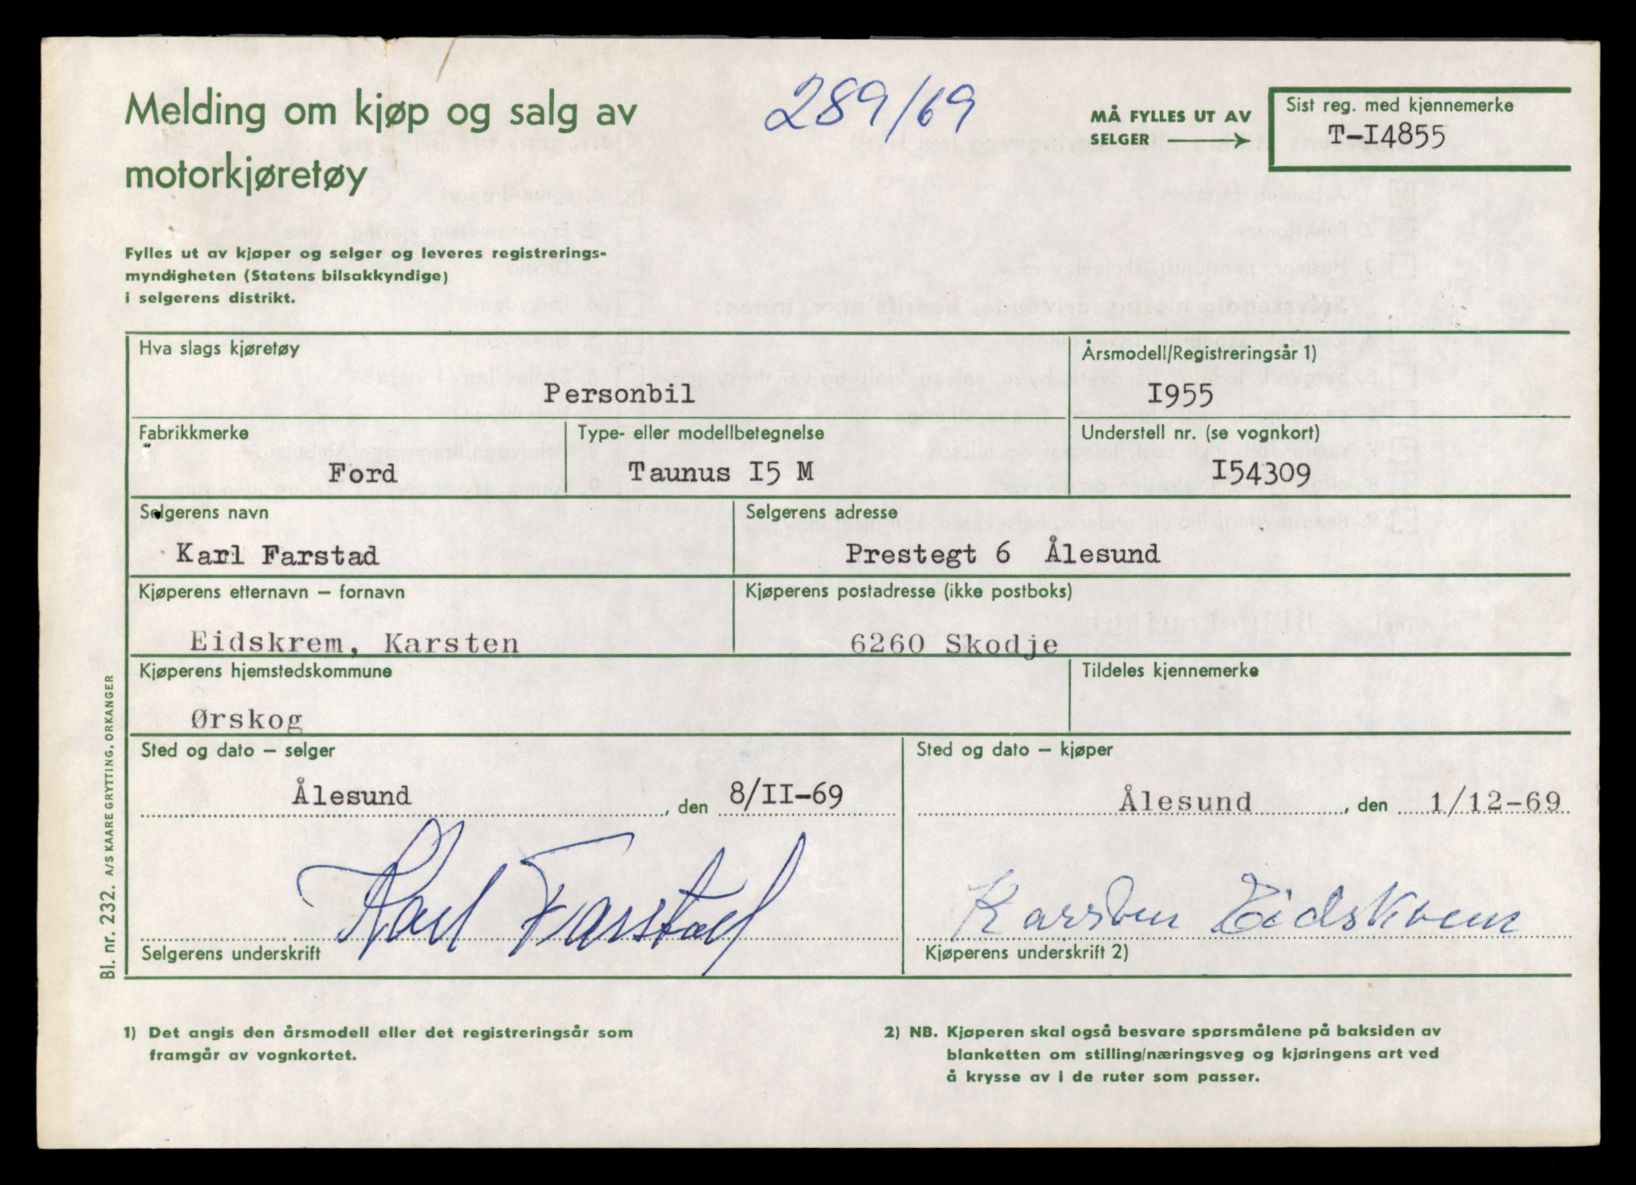 Melding om kjøp og salg av
motorkjøretøy
289/69
MÅ FYLLES UT AV
SELGER
Sist reg. med kjennemerke
T-I4855
Fylles ut av kjøper og selger og leveres registrerings-
myndigheten (Statens bilsakkyndige)
i selgerens distrikt.
Hva slags kjøretøy
Personbil
Årsmodell/Registreringsår 1)
I955
Fabrikkmerke
Ford
Type- eller modellbetegnelse
Taunus I5 M
Understell nr. (se vognkort)
I54309
Selgerens navn
Karl Farstad
Selgerens adresse
Prestegt 6 Ålesund
Kjøperens etternavn – fornavn
Eidskrem, Karsten
Kjøperens postadresse (ikke postboks)
6260 Skodje
Kjøperens hjemstedskommune
Ørskog
Tildeles kjennemerke
Sted og dato – selger
Ålesund, den 8/II-69
Sted og dato – kjøper
Ålesund, den 1/12-69
Karl Farstad
Selgerens underskrift
Karsten Eidskrem
Kjøperens underskrift 2)
Bl. nr. 232. A/S KAARE GRYTTING, ORKANGER
1) Det angis den årsmodell eller det registreringsår som
framgår av vognkortet.
2) NB. Kjøperen skal også besvare spørsmålene på baksiden av
blanketten om stilling/næringsveg og kjøringens art ved
å krysse av i de ruter som passer.